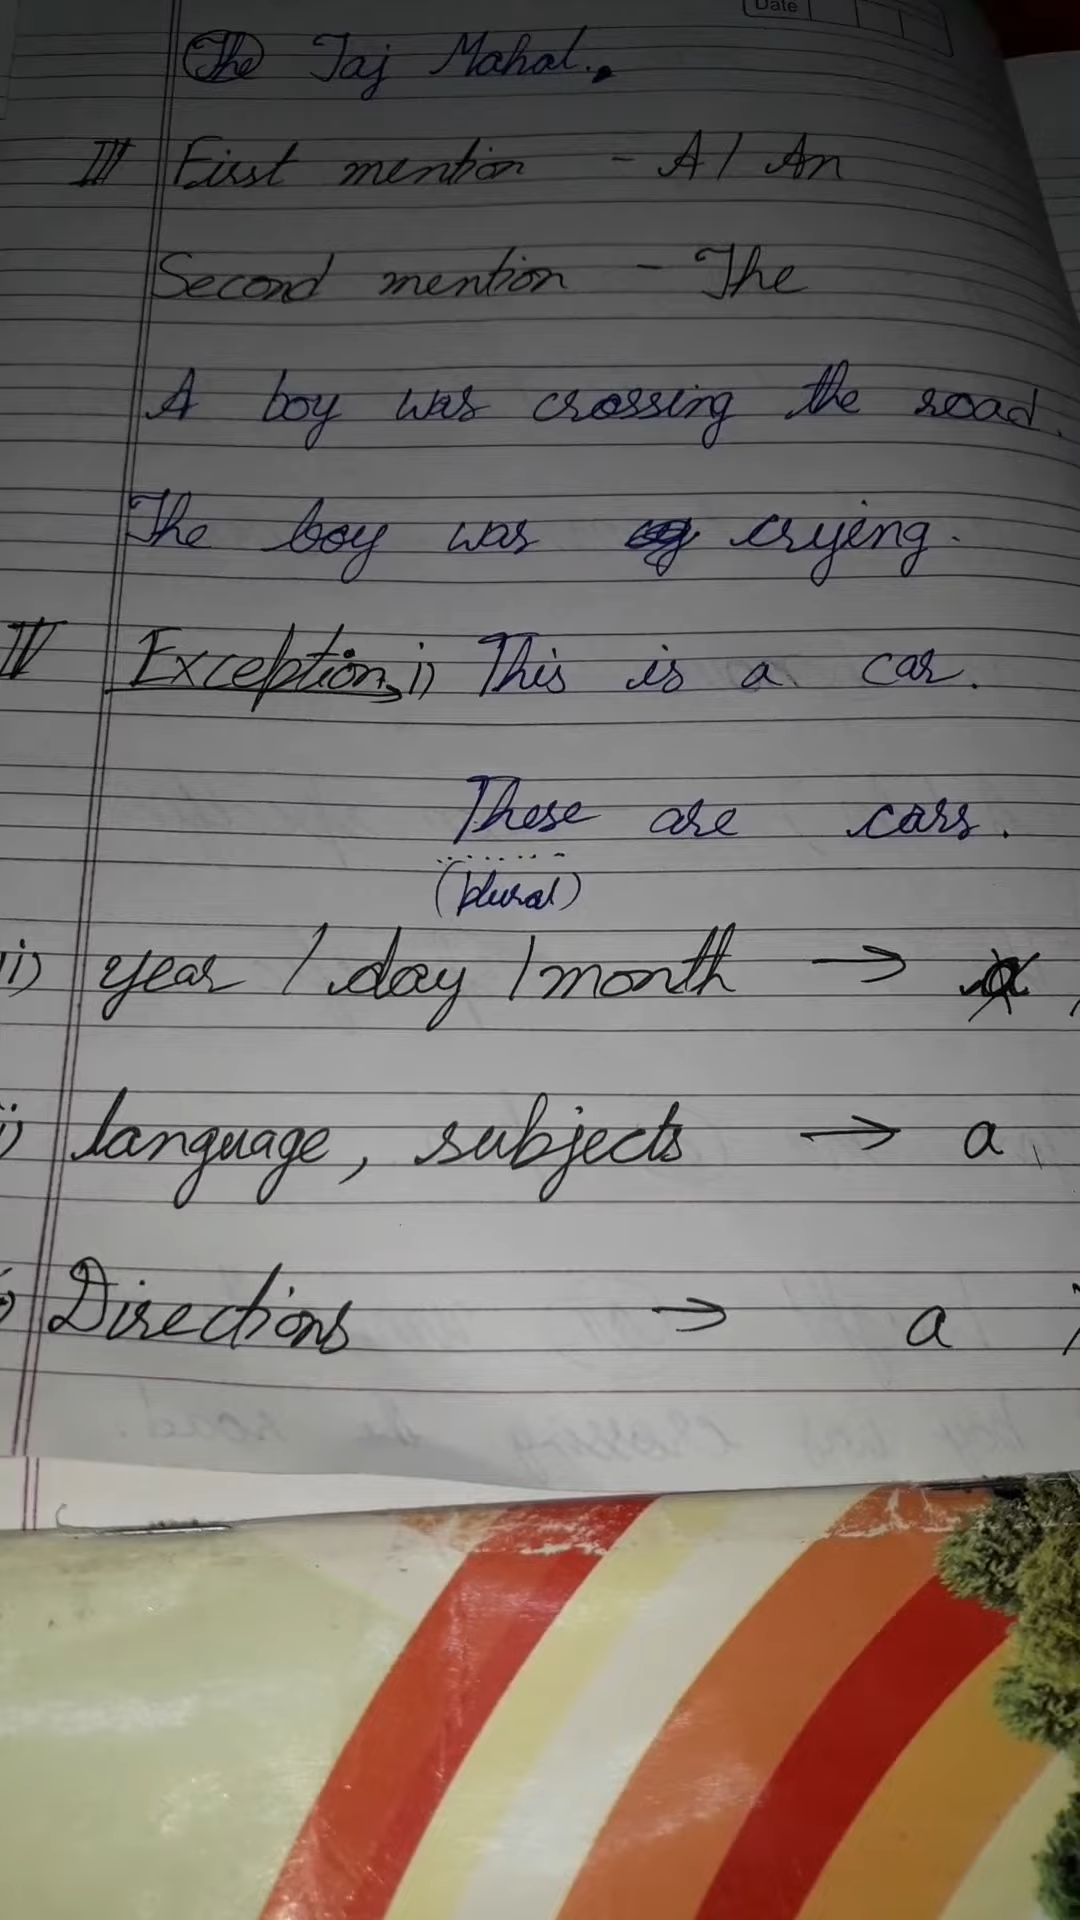 Date
The Taj Mahal.
III First mention - A / An
Second mention - The
A boy was crossing the road.
The boy was crying.
IV Exception, i) This is a car.
These are cars.
(plural)
ii) year / day / month →
i) language, subjects → a
Directions → a